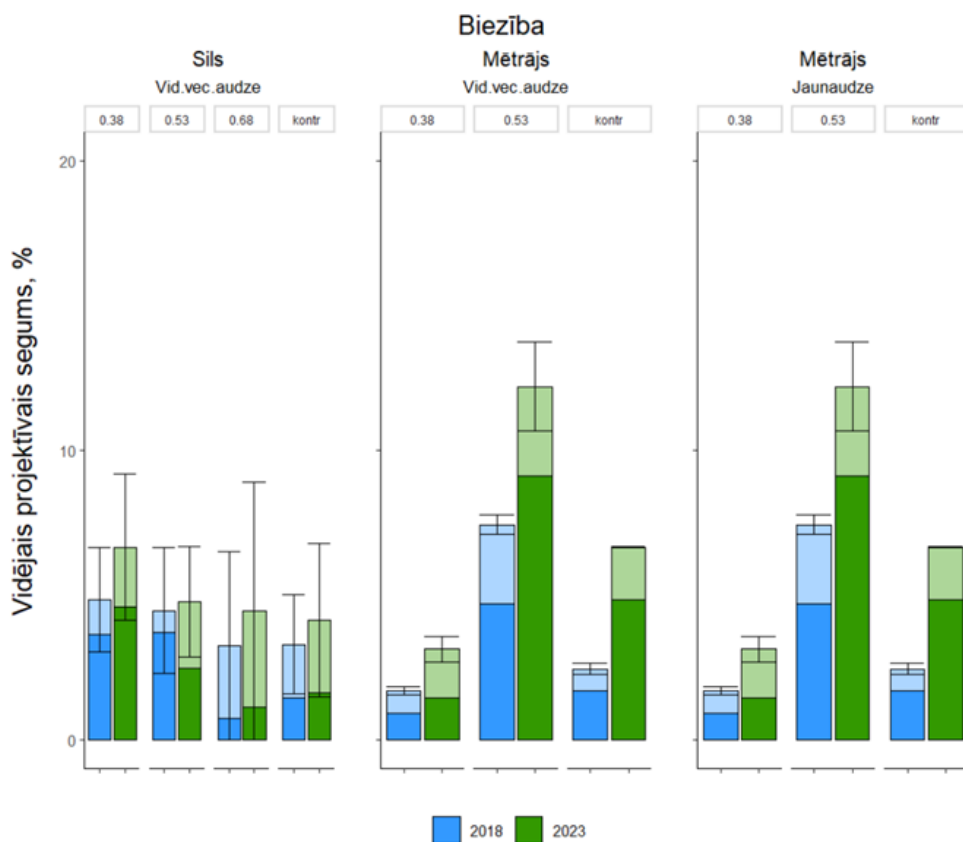 Biezība
Sils Mētrājs Mētrājs
Vid.vec.audze Vid.vec.audze Jaunaudze
0.38 0.53 0.68 kontr 0.38 0.53 kontr 0.38 0.53 kontr
Vidējais projektīvais segums, %
20
10
0
2018 2023